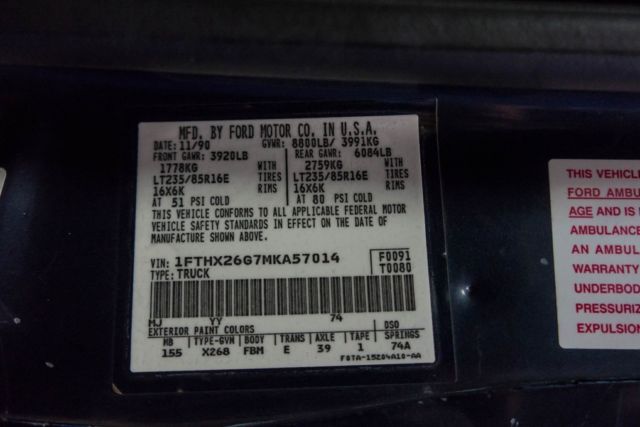 MFD. BY FORD MOTOR CO. IN U.S.A.
DATE: 11/90 GVWR: 8800LB/ 3991KG
FRONT GAWR: 3920LB REAR GAWR: 6084LB
1778KG WITH 2759KG WITH
LT235/85R16E TIRES LT235/85R16E TIRES
16X6K RIMS 16X6K RIMS
AT 51 PSI COLD AT 80 PSI COLD
THIS VEHICLE CONFORMS TO ALL APPLICABLE FEDERAL MOTOR
VEHICLE SAFETY STANDARDS IN EFFECT ON THE DATE OF
MANUFACTURE SHOWN ABOVE.
VIN: 1FTHX26G7MKA57014 F0091
TYPE: TRUCK T0080
MJ YY 74
EXTERIOR PAINT COLORS DSO
WB TYPE-GVW BODY TRANS AXLE TAPE SPRINGS
155 X268 FBM E 39 1 74A
F0TA-15204A10-AA
THIS VEHICLE
FORD AMBU
AGE AND IS
AMBULANCE
AN AMBUL
WARRANTY
UNDERBOD
PRESSURIZ
EXPULSION